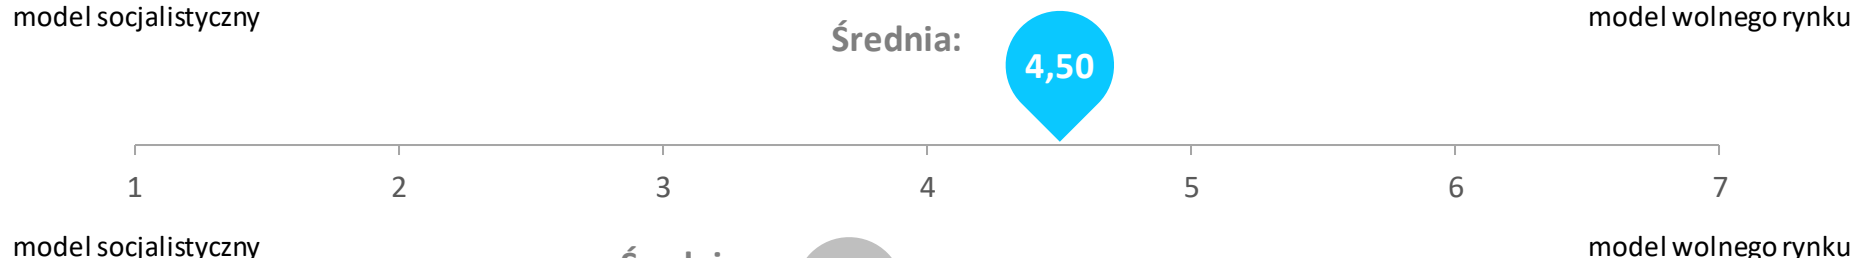 model socjalistyczny
model wolnego rynku
Średnia:
4,50
1 2 3 4 5 6 7
model socjalistyczny
model wolnego rynku